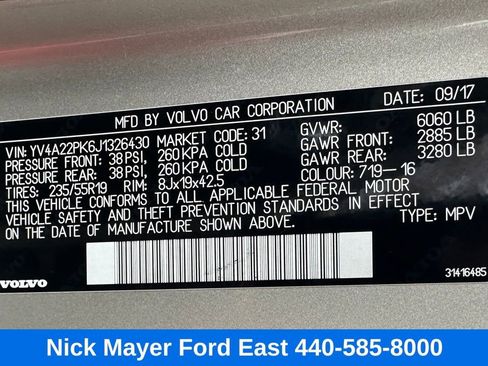 MFD BY VOLVO CAR CORPORATION DATE: 09/17
VIN: YV4A22PK6J1326430 MARKET CODE: 31 GVWR: 6060 LB
PRESSURE FRONT: 38PSI, 260KPA COLD GAWR FRONT: 2885 LB
PRESSURE REAR: 38PSI, 260KPA COLD GAWR REAR: 3280 LB
TIRES: 235/55R19 RIM: 8Jx19x42.5 COLOUR: 719-16
THIS VEHICLE CONFORMS TO ALL APPLICABLE FEDERAL MOTOR
VEHICLE SAFETY AND THEFT PREVENTION STANDARDS IN EFFECT
ON THE DATE OF MANUFACTURE SHOWN ABOVE. TYPE: MPV
VOLVO 31416485
Nick Mayer Ford East 440-585-8000